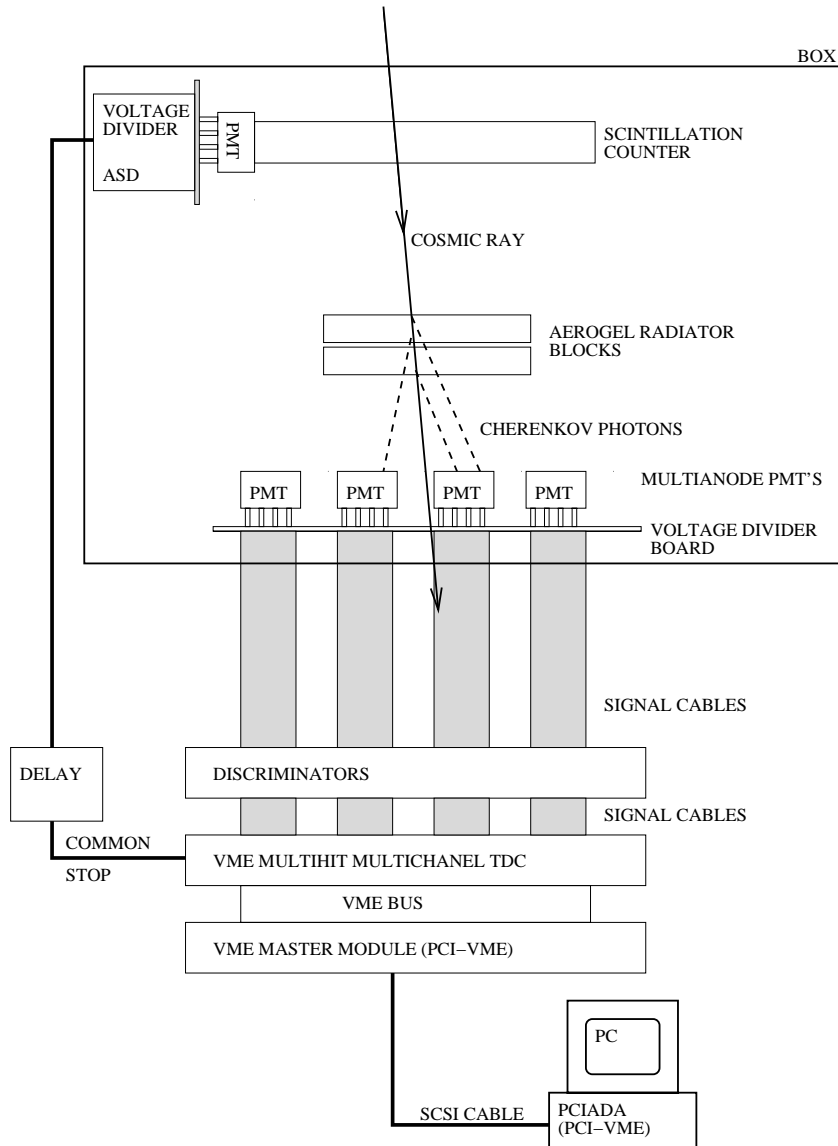 BOX
VOLTAGE
DIVIDER
ASD
PMT
SCINTILLATION
COUNTER
COSMIC RAY
AEROGEL RADIATOR
BLOCKS
CHERENKOV PHOTONS
PMT
PMT
PMT
PMT
MULTIANODE PMT'S
VOLTAGE DIVIDER
BOARD
SIGNAL CABLES
DELAY
DISCRIMINATORS
SIGNAL CABLES
COMMON
STOP
VME MULTIHIT MULTICHANEL TDC
VME BUS
VME MASTER MODULE (PCI−VME)
PC
SCSI CABLE
PCIADA
(PCI−VME)